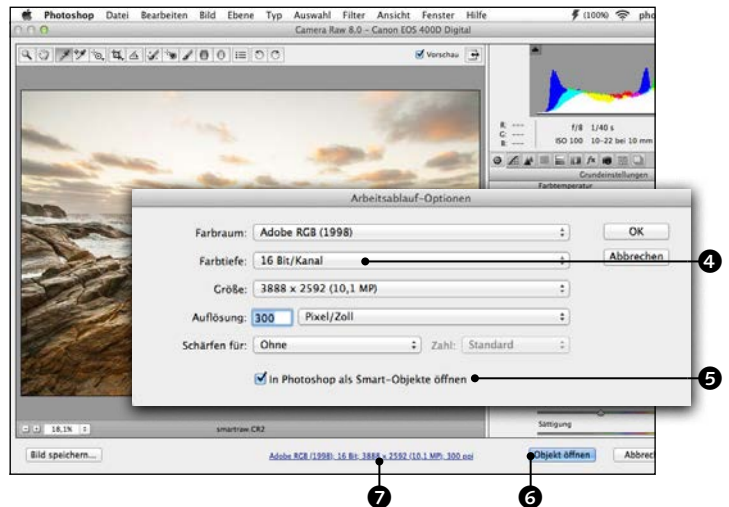 Photoshop Datei Bearbeiten Bild Ebene Typ Auswahl Filter Ansicht Fenster Hilfe (100%) pho
Camera Raw 8.0 – Canon EOS 400D Digital
Vorschau
R: ---
G: ---
B: ---
f/8 1/40 s
ISO 100 10–22 bei 10 mm
Grundeinstellungen
Farbtemperatur
Arbeitsablauf-Optionen
Farbraum: Adobe RGB (1998) OK
Farbtiefe: 16 Bit/Kanal Abbrechen
4
Größe: 3888 x 2592 (10,1 MP)
Auflösung: 300 Pixel/Zoll
Schärfen für: Ohne Zahl: Standard
In Photoshop als Smart-Objekte öffnen
5
Sättigung
18,1% smartraw.CR2
Bild speichern... Adobe RGB (1998); 16 Bit; 3888 x 2592 (10,1 MP); 300 ppi Objekt öffnen Abbrec
7 6